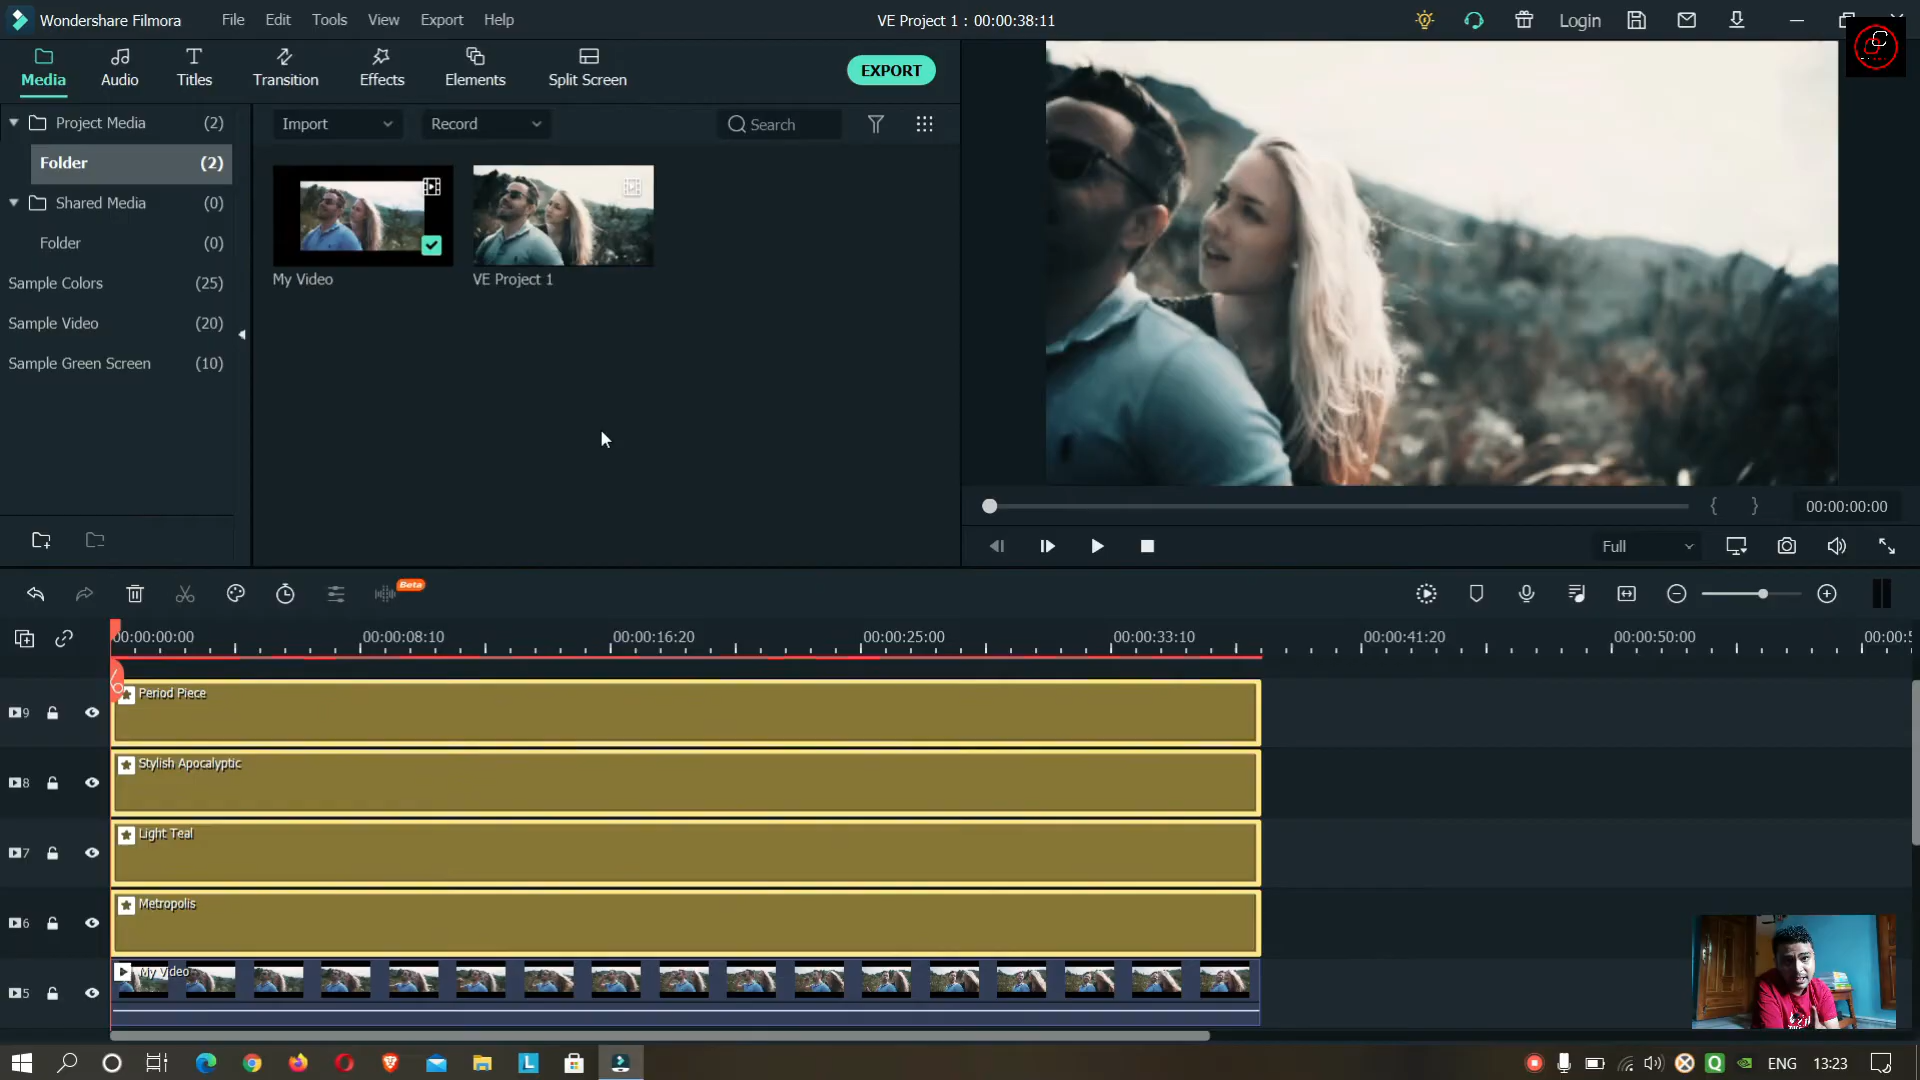 Wondershare Filmora File Edit Tools View Export Help VE Project 1 : 00:00:38:11 Login
Media Audio Titles Transition Effects Elements Split Screen EXPORT
Project Media (2)
Folder (2)
Shared Media (0)
Folder (0)
Sample Colors (25)
Sample Video (20)
Sample Green Screen (10)
Import Record Search
My Video VE Project 1
00:00:00:00
Full
Beta
00:00:00:00 00:00:08:10 00:00:16:20 00:00:25:00 00:00:33:10 00:00:41:20 00:00:50:00
9 Period Piece
8 Stylish Apocalyptic
7 Light Teal
6 Metropolis
5 My Video
ENG 13:23